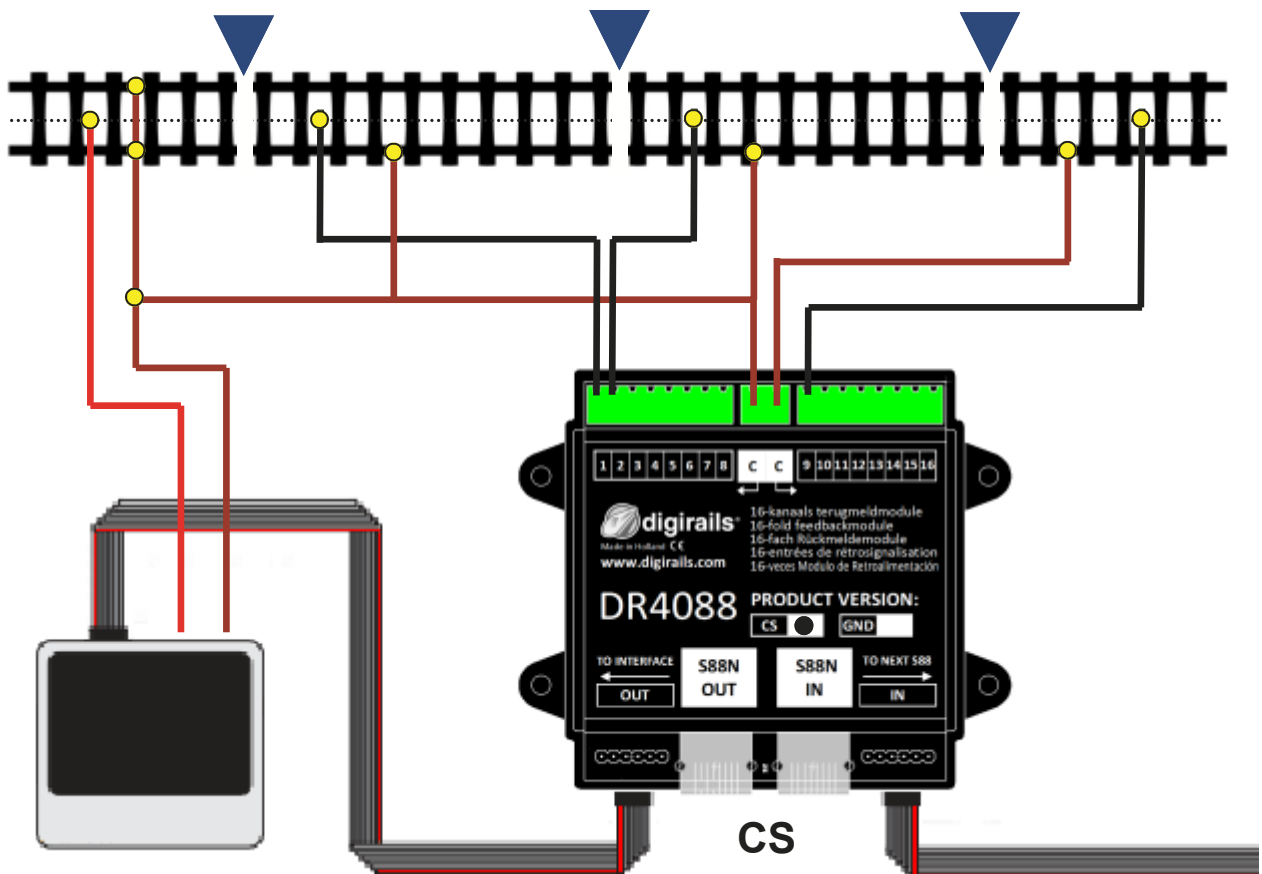 1 2 3 4 5 6 7 8 C C 9 10 11 12 13 14 15 16
digirails
Made in Holland CE
www.digirails.com
16-kanaals terugmeldmodule
16-fold feedbackmodule
16-fach Rückmeldemodule
16-entrées de rétrosignalisation
16-veces Modulo de Retroalimentación
DR4088
PRODUCT VERSION:
CS GND
TO INTERFACE
OUT
S88N
OUT
S88N
IN
TO NEXT S88
IN
CS